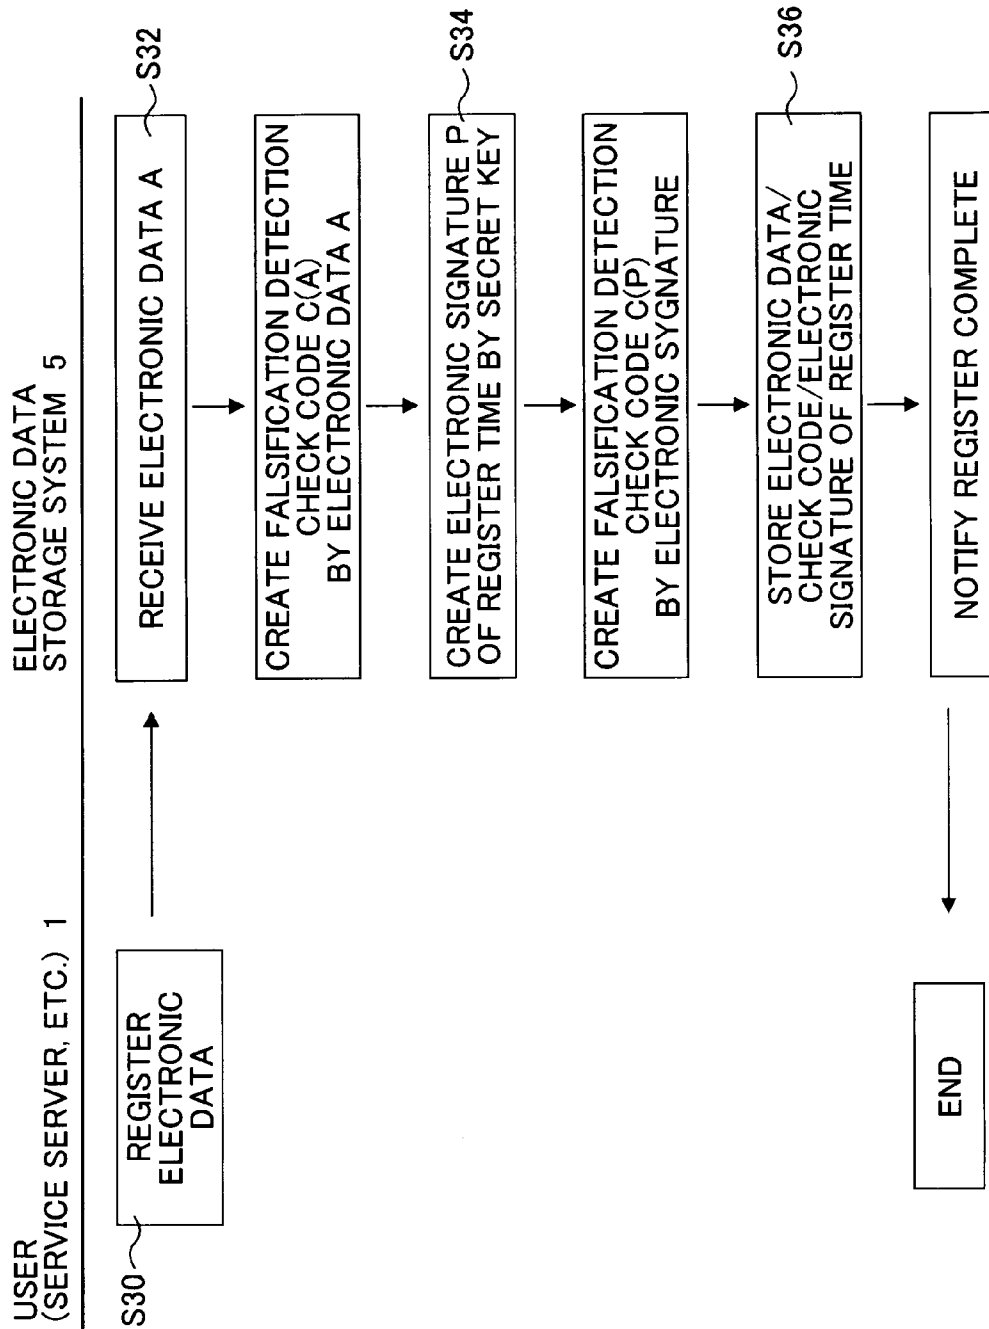 USER
(SERVICE SERVER, ETC.) 1
ELECTRONIC DATA
STORAGE SYSTEM 5
S30
REGISTER
ELECTRONIC
DATA
RECEIVE ELECTRONIC DATA A
S32
CREATE FALSIFICATION DETECTION
CHECK CODE C(A)
BY ELECTRONIC DATA A
CREATE ELECTRONIC SIGNATURE P
OF REGISTER TIME BY SECRET KEY
S34
CREATE FALSIFICATION DETECTION
CHECK CODE C(P)
BY ELECTRONIC SYGNATURE
STORE ELECTRONIC DATA/
CHECK CODE/ELECTRONIC
SIGNATURE OF REGISTER TIME
S36
NOTIFY REGISTER COMPLETE
END